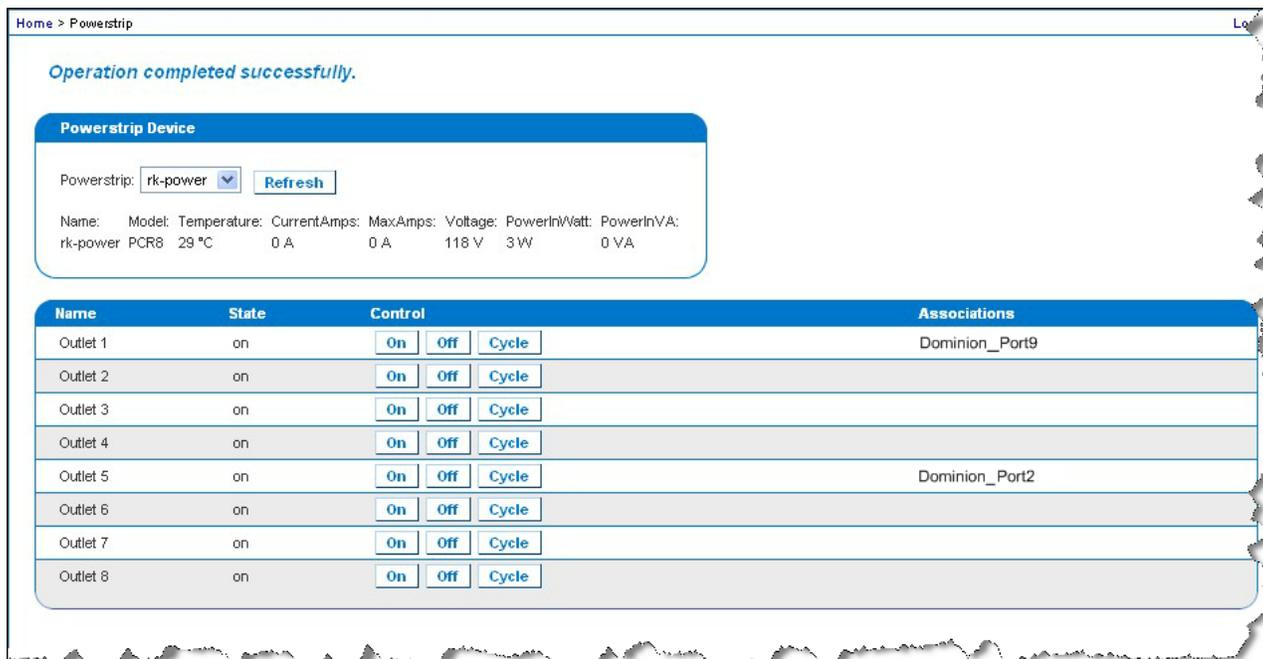 Home > Powerstrip
Operation completed successfully.
Powerstrip Device
Powerstrip: rk-power Refresh
Name: Model: Temperature: CurrentAmps: MaxAmps: Voltage: PowerInWatt: PowerInVA:
rk-power PCR8 29 °C 0 A 0 A 118 V 3 W 0 VA
Name State Control Associations
Outlet 1 on On Off Cycle Dominion_Port9
Outlet 2 on On Off Cycle
Outlet 3 on On Off Cycle
Outlet 4 on On Off Cycle
Outlet 5 on On Off Cycle Dominion_Port2
Outlet 6 on On Off Cycle
Outlet 7 on On Off Cycle
Outlet 8 on On Off Cycle